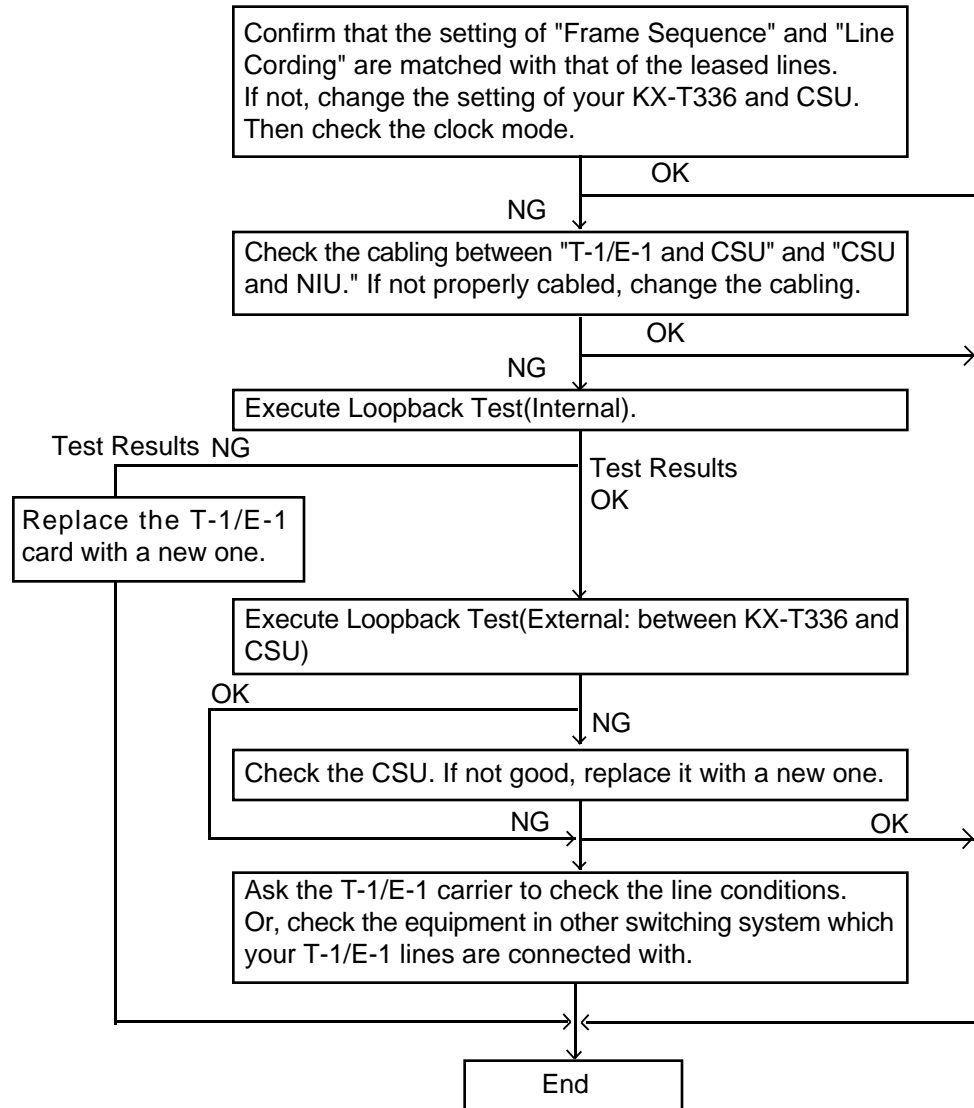 Confirm that the setting of "Frame Sequence" and "Line
Cording" are matched with that of the leased lines.
If not, change the setting of your KX-T336 and CSU.
Then check the clock mode.
OK
NG
Check the cabling between "T-1/E-1 and CSU" and "CSU
and NIU." If not properly cabled, change the cabling.
OK
NG
Execute Loopback Test(Internal).
Test Results NG
Test Results
OK
Replace the T-1/E-1
card with a new one.
Execute Loopback Test(External: between KX-T336 and
CSU)
OK
NG
Check the CSU. If not good, replace it with a new one.
NG
OK
Ask the T-1/E-1 carrier to check the line conditions.
Or, check the equipment in other switching system which
your T-1/E-1 lines are connected with.
End